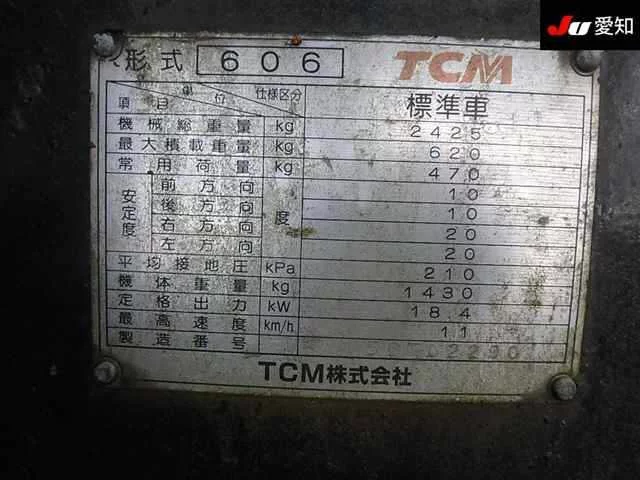 JU 愛知
形式 606 TCM
項目 単位 仕様区分 標準車
機械総重量 kg 2425
最大積載重量 kg 620
常用荷重 kg 470
安定度 度
前方向 10
後方向 10
右方向 20
左方向 20
平均接地圧 kPa 210
機体重量 kg 1430
定格出力 kW 18.4
最高速度 km/h 11
製造番号
TCM株式会社